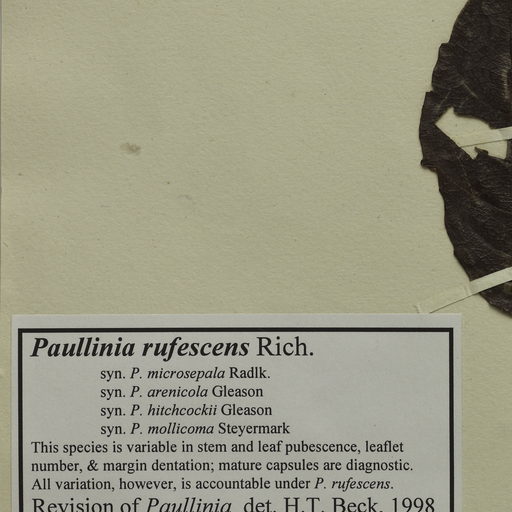 Paullinia rufescens Rich.
syn. P. microsepala Radlk.
syn. P. arenicola Gleason
syn. P. hitchcockii Gleason
syn. P. mollicoma Steyermark
This species is variable in stem and leaf pubescence, leaflet
number, & margin dentation; mature capsules are diagnostic.
All variation, however, is accountable under P. rufescens.
Revision of Paullinia, det. H.T. Beck, 1998